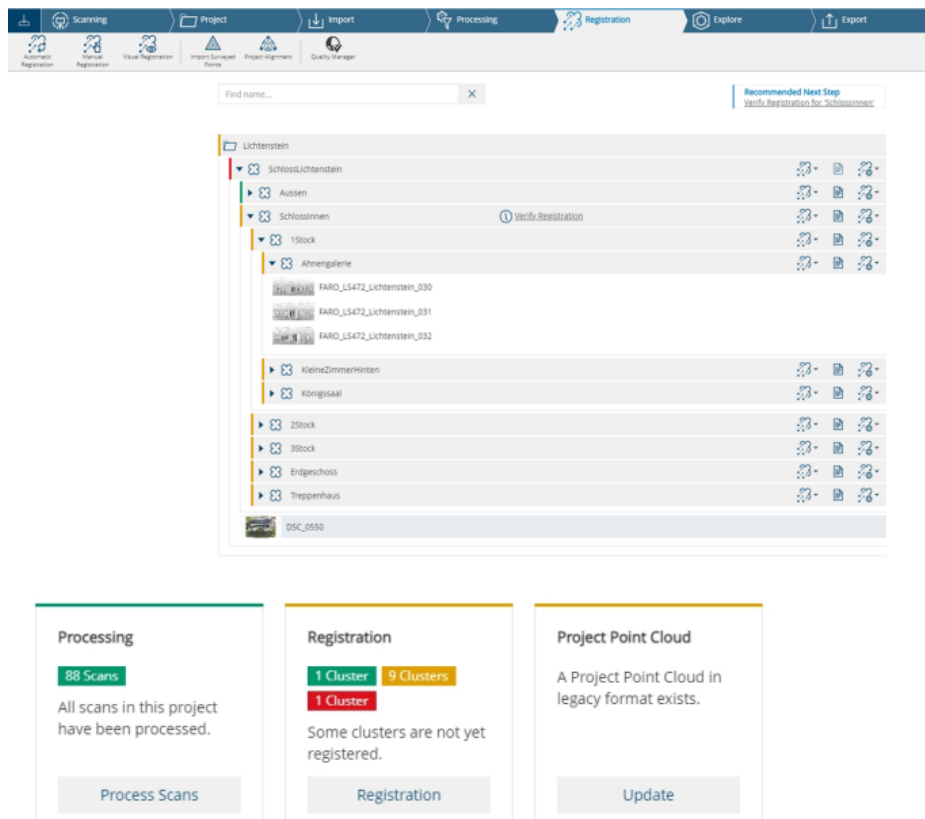 Scanning
Project
Import
Processing
Registration
Explore
Export
Automatic Registration
Manual Registration
Visual Registration
Import Surveyed Points
Project Alignment
Quality Manager
Find name...
Recommended Next Step
Verify Registration for 'SchlossInnen'
Lichtenstein
SchlossLichtenstein
Aussen
SchlossInnen
Verify Registration
1Stock
Ahnengalerie
FARO_LS472_Lichtenstein_030
FARO_LS472_Lichtenstein_031
FARO_LS472_Lichtenstein_032
KleineZimmerHinten
Königssaal
2Stock
3Stock
Erdgeschoss
Treppenhaus
DSC_0550
Processing
88 Scans
All scans in this project
have been processed.
Process Scans
Registration
1 Cluster
9 Clusters
1 Cluster
Some clusters are not yet
registered.
Registration
Project Point Cloud
A Project Point Cloud in
legacy format exists.
Update